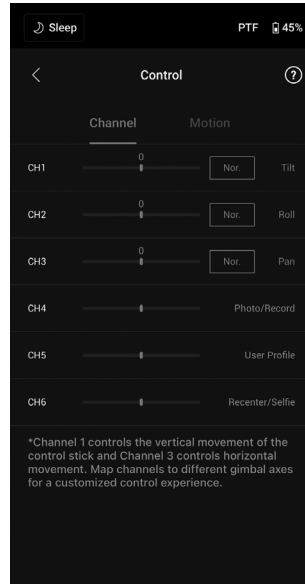 Sleep PTF 45%
Control ?
Channel Motion
0
CH1 Nor. Tilt
0
CH2 Nor. Roll
0
CH3 Nor. Pan
CH4 Photo/Record
CH5 User Profile
CH6 Recenter/Selfie
*Channel 1 controls the vertical movement of the
control stick and Channel 3 controls horizontal
movement. Map channels to different gimbal axes
for a customized control experience.